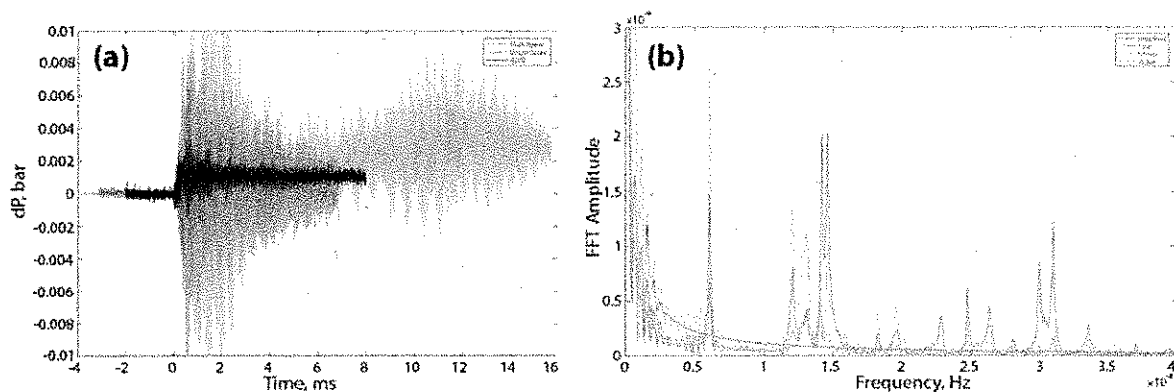 (a)
0.01
0.008
0.006
0.004
0.002
0
-0.002
-0.004
-0.006
-0.008
-0.01
dP, bar
-4 -2 0 2 4 6 8 10 12 14 16
Time, ms
(b)
3
2.5
2
1.5
1
0.5
0
FFT Amplitude
0 0.5 1 1.5 2 2.5 3 3.5
Frequency, Hz